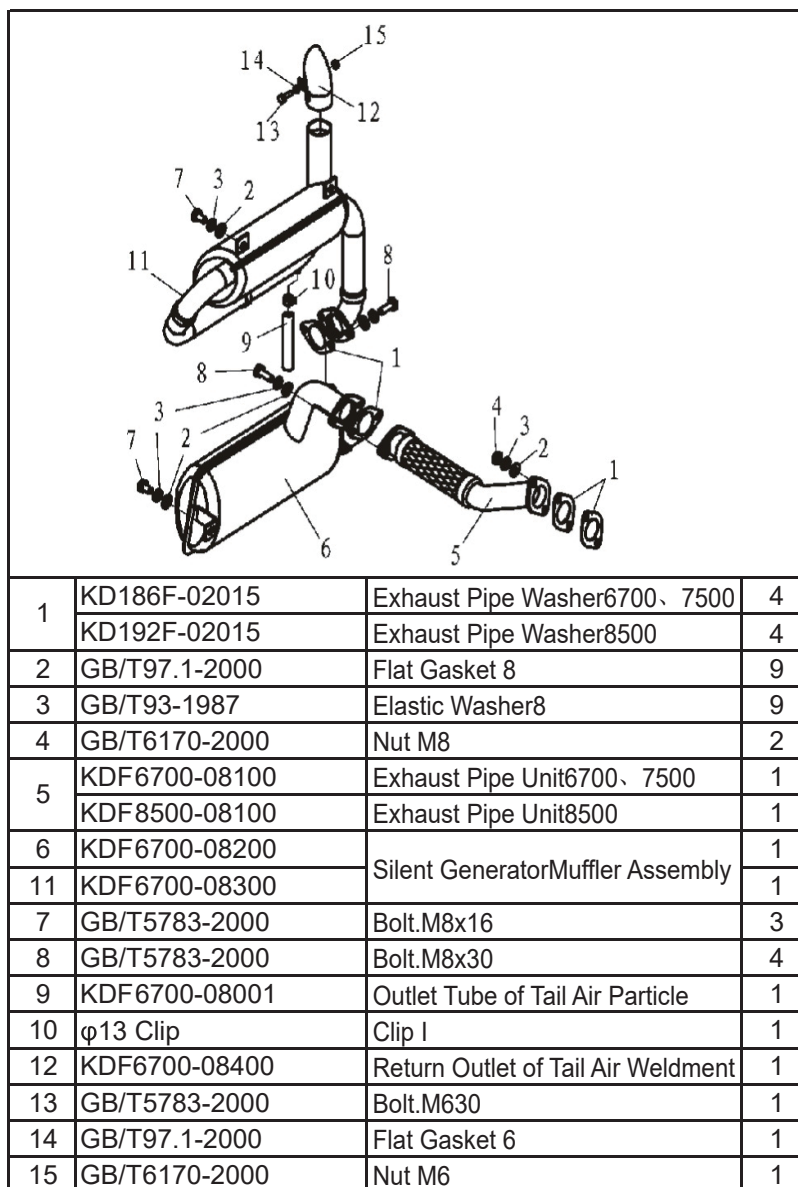 15
14
12
13
7 3 2
8
11
10
9
1
8
3
4
3
2
7
2
1
6
5
1 KD186F-02015 Exhaust Pipe Washer6700、7500 4
KD192F-02015 Exhaust Pipe Washer8500 4
2 GB/T97.1-2000 Flat Gasket 8 9
3 GB/T93-1987 Elastic Washer8 9
4 GB/T6170-2000 Nut M8 2
5 KDF6700-08100 Exhaust Pipe Unit6700、7500 1
KDF8500-08100 Exhaust Pipe Unit8500 1
6 KDF6700-08200 Silent GeneratorMuffler Assembly 1
11 KDF6700-08300 1
7 GB/T5783-2000 Bolt.M8x16 3
8 GB/T5783-2000 Bolt.M8x30 4
9 KDF6700-08001 Outlet Tube of Tail Air Particle 1
10 φ13 Clip Clip I 1
12 KDF6700-08400 Return Outlet of Tail Air Weldment 1
13 GB/T5783-2000 Bolt.M630 1
14 GB/T97.1-2000 Flat Gasket 6 1
15 GB/T6170-2000 Nut M6 1